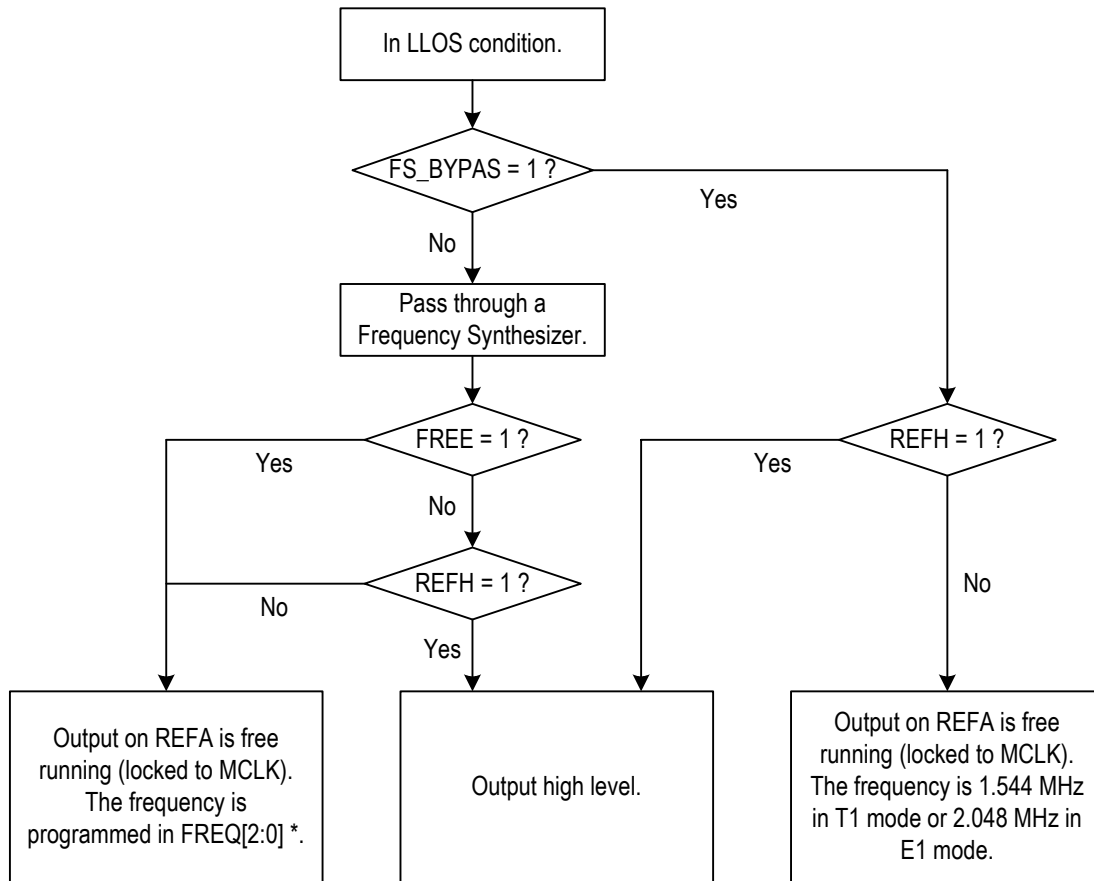 In LLOS condition.
FS_BYPAS = 1 ?
Yes
No
Pass through a
Frequency Synthesizer.
FREE = 1 ?
Yes
No
REFH = 1 ?
Yes
No
REFH = 1 ?
No
Yes
Output on REFA is free
running (locked to MCLK).
The frequency is
programmed in FREQ[2:0] *.
Output high level.
Output on REFA is free
running (locked to MCLK).
The frequency is 1.544 MHz
in T1 mode or 2.048 MHz in
E1 mode.